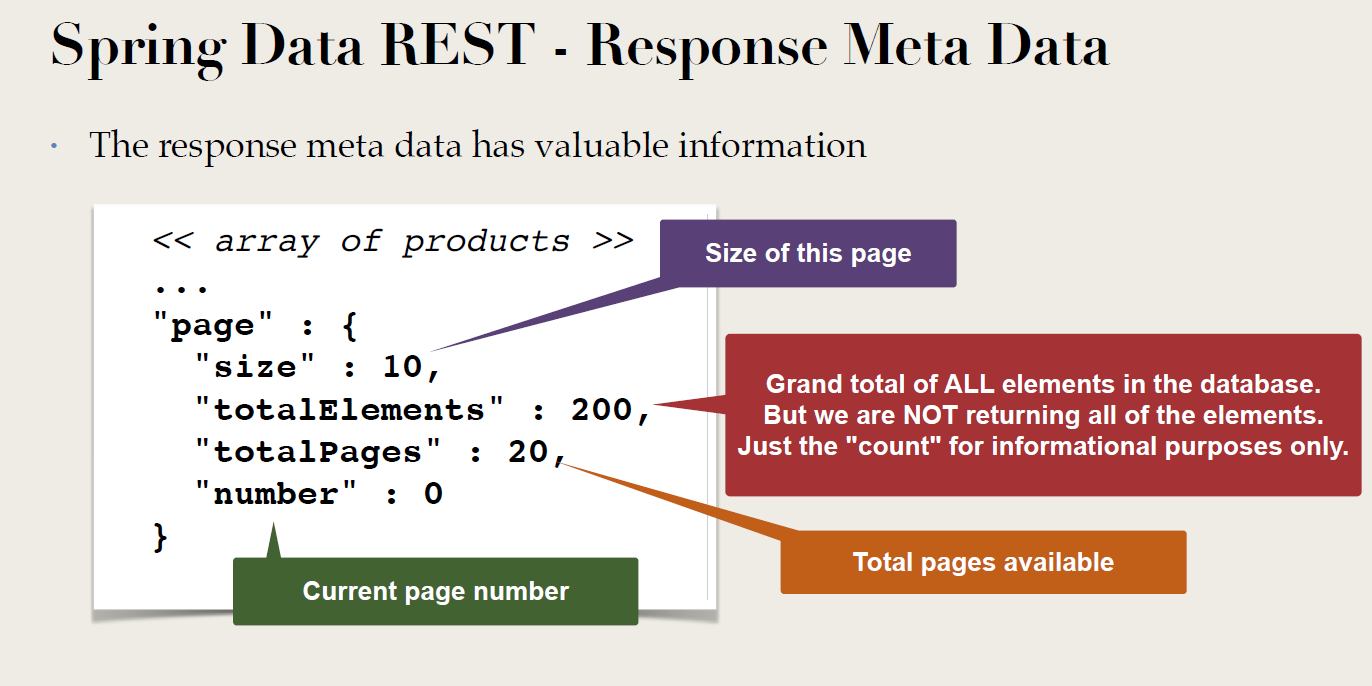 Spring Data REST - Response Meta Data
• The response meta data has valuable information
<< array of products >>
...
"page" : {
"size" : 10,
"totalElements" : 200,
"totalPages" : 20,
"number" : 0
}
Size of this page
Grand total of ALL elements in the database.
But we are NOT returning all of the elements.
Just the "count" for informational purposes only.
Total pages available
Current page number